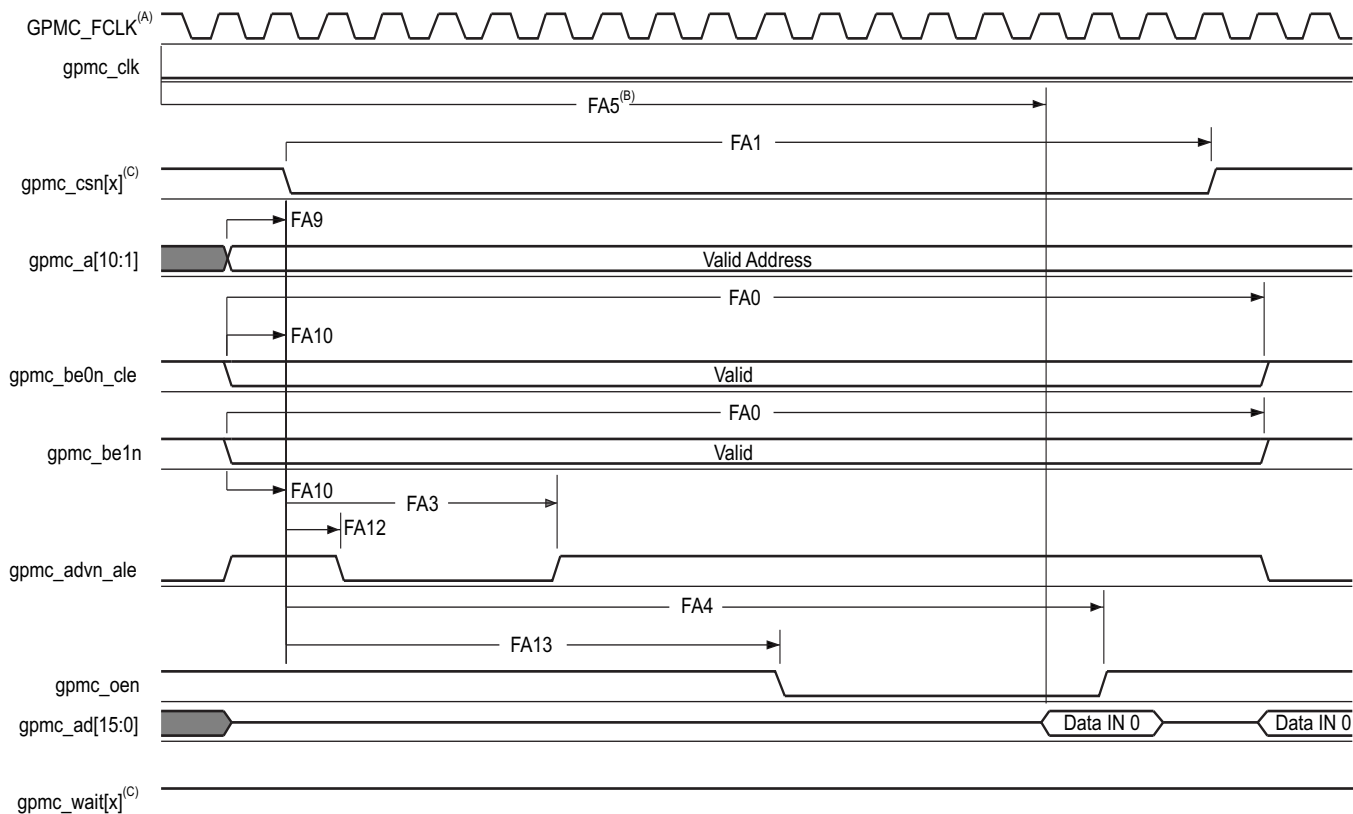 GPMC_FCLK(A)
gpmc_clk
FA5(B)
FA1
gpmc_csn[x](C)
FA9
gpmc_a[10:1]
Valid Address
FA0
FA10
gpmc_be0n_cle
Valid
FA0
gpmc_be1n
Valid
FA10
FA3
FA12
gpmc_advn_ale
FA4
FA13
gpmc_oen
gpmc_ad[15:0]
Data IN 0
Data IN 0
gpmc_wait[x](C)